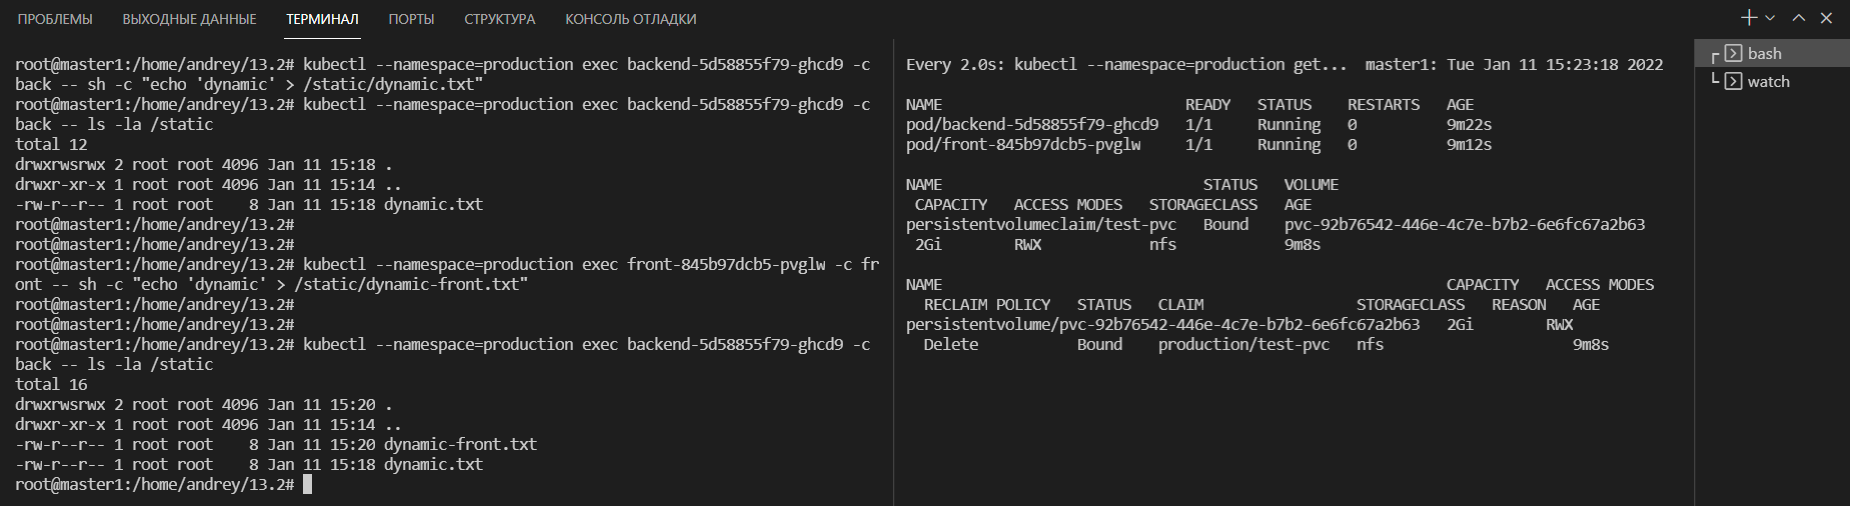 ПРОБЛЕМЫ ВЫХОДНЫЕ ДАННЫЕ ТЕРМИНАЛ ПОРТЫ СТРУКТУРА КОНСОЛЬ ОТЛАДКИ
root@master1:/home/andrey/13.2# kubectl --namespace=production exec backend-5d58855f79-ghcd9 -c
back -- sh -c "echo 'dynamic' > /static/dynamic.txt"
root@master1:/home/andrey/13.2# kubectl --namespace=production exec backend-5d58855f79-ghcd9 -c
back -- ls -la /static
total 12
drwxrwsrwx 2 root root 4096 Jan 11 15:18 .
drwxr-xr-x 1 root root 4096 Jan 11 15:14 ..
-rw-r--r-- 1 root root    8 Jan 11 15:18 dynamic.txt
root@master1:/home/andrey/13.2#
root@master1:/home/andrey/13.2#
root@master1:/home/andrey/13.2# kubectl --namespace=production exec front-845b97dcb5-pvglw -c fr
ont -- sh -c "echo 'dynamic' > /static/dynamic-front.txt"
root@master1:/home/andrey/13.2#
root@master1:/home/andrey/13.2#
root@master1:/home/andrey/13.2# kubectl --namespace=production exec backend-5d58855f79-ghcd9 -c
back -- ls -la /static
total 16
drwxrwsrwx 2 root root 4096 Jan 11 15:20 .
drwxr-xr-x 1 root root 4096 Jan 11 15:14 ..
-rw-r--r-- 1 root root    8 Jan 11 15:20 dynamic-front.txt
-rw-r--r-- 1 root root    8 Jan 11 15:18 dynamic.txt
root@master1:/home/andrey/13.2#
Every 2.0s: kubectl --namespace=production get...  master1: Tue Jan 11 15:23:18 2022
NAME                           READY   STATUS    RESTARTS   AGE
pod/backend-5d58855f79-ghcd9   1/1     Running   0          9m22s
pod/front-845b97dcb5-pvglw     1/1     Running   0          9m12s
NAME                             STATUS   VOLUME
 CAPACITY   ACCESS MODES   STORAGECLASS   AGE
persistentvolumeclaim/test-pvc   Bound    pvc-92b76542-446e-4c7e-b7b2-6e6fc67a2b63
 2Gi        RWX            nfs            9m8s
NAME                                                        CAPACITY   ACCESS MODES
  RECLAIM POLICY   STATUS   CLAIM                 STORAGECLASS   REASON   AGE
persistentvolume/pvc-92b76542-446e-4c7e-b7b2-6e6fc67a2b63   2Gi        RWX
  Delete           Bound    production/test-pvc   nfs                     9m8s
bash
watch